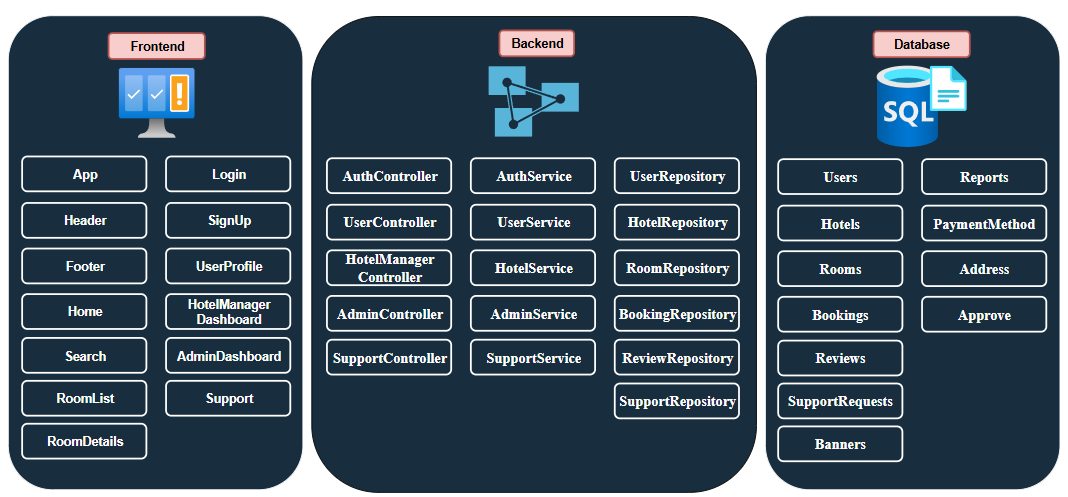 Frontend
App
Login
Header
SignUp
Footer
UserProfile
Home
HotelManager
Dashboard
Search
AdminDashboard
RoomList
Support
RoomDetails
Backend
AuthController
AuthService
UserRepository
UserController
UserService
HotelRepository
HotelManager
Controller
HotelService
RoomRepository
AdminController
AdminService
BookingRepository
SupportController
SupportService
ReviewRepository
SupportRepository
Database
SQL
Users
Reports
Hotels
PaymentMethod
Rooms
Address
Bookings
Approve
Reviews
SupportRequests
Banners